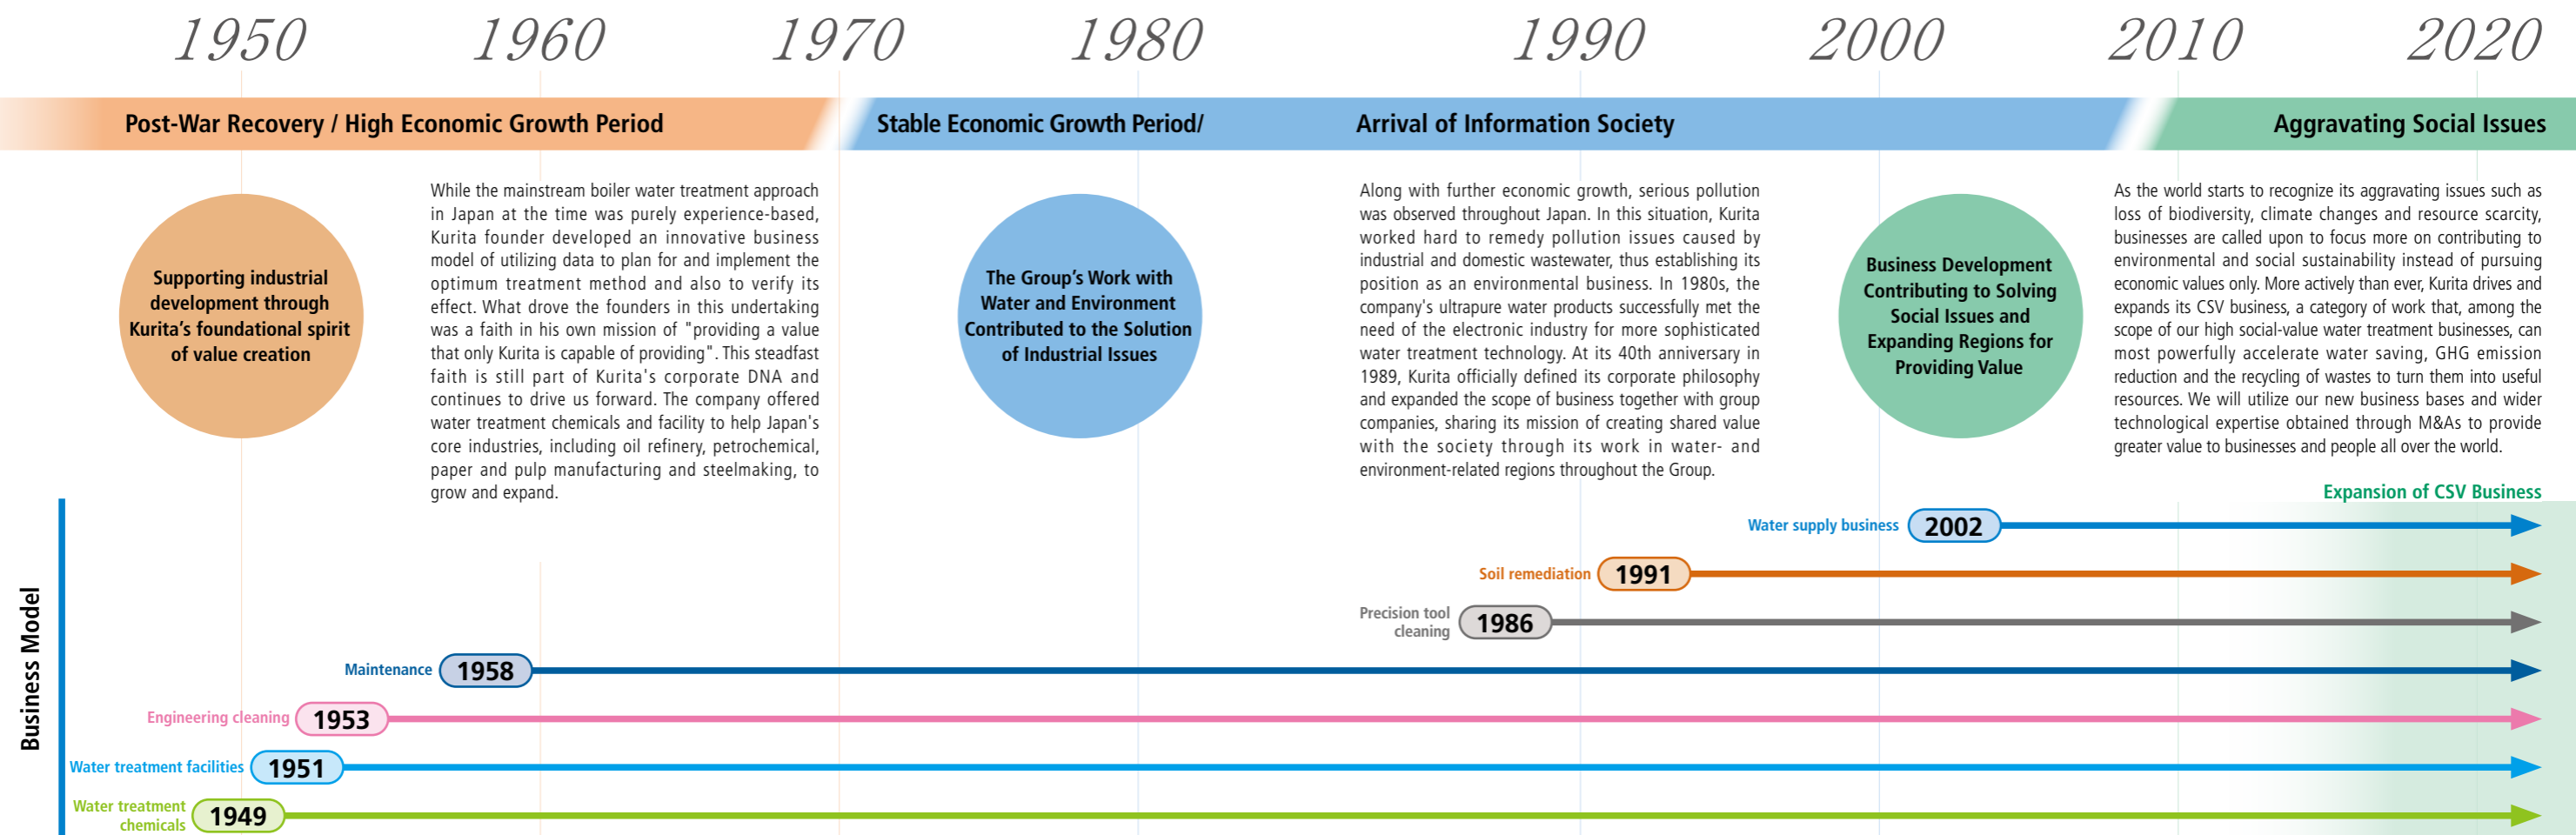 1950 1960 1970 1980 1990 2000 2010 2020
Post-War Recovery / High Economic Growth Period
Stable Economic Growth Period/
Arrival of Information Society
Aggravating Social Issues
Supporting industrial
development through
Kurita's foundational spirit
of value creation
While the mainstream boiler water treatment approach
in Japan at the time was purely experience-based,
Kurita founder developed an innovative business
model of utilizing data to plan for and implement the
optimum treatment method and also to verify its
effect. What drove the founders in this undertaking
was a faith in his own mission of "providing a value
that only Kurita is capable of providing". This steadfast
faith is still part of Kurita's corporate DNA and
continues to drive us forward. The company offered
water treatment chemicals and facility to help Japan's
core industries, including oil refinery, petrochemical,
paper and pulp manufacturing and steelmaking, to
grow and expand.
The Group's Work with
Water and Environment
Contributed to the Solution
of Industrial Issues
Along with further economic growth, serious pollution
was observed throughout Japan. In this situation, Kurita
worked hard to remedy pollution issues caused by
industrial and domestic wastewater, thus establishing its
position as an environmental business. In 1980s, the
company's ultrapure water products successfully met the
need of the electronic industry for more sophisticated
water treatment technology. At its 40th anniversary in
1989, Kurita officially defined its corporate philosophy
and expanded the scope of business together with group
companies, sharing its mission of creating shared value
with the society through its work in water- and
environment-related regions throughout the Group.
Business Development
Contributing to Solving
Social Issues and
Expanding Regions for
Providing Value
As the world starts to recognize its aggravating issues such as
loss of biodiversity, climate changes and resource scarcity,
businesses are called upon to focus more on contributing to
environmental and social sustainability instead of pursuing
economic values only. More actively than ever, Kurita drives and
expands its CSV business, a category of work that, among the
scope of our high social-value water treatment businesses, can
most powerfully accelerate water saving, GHG emission
reduction and the recycling of wastes to turn them into useful
resources. We will utilize our new business bases and wider
technological expertise obtained through M&As to provide
greater value to businesses and people all over the world.
Expansion of CSV Business
Business Model
Water supply business 2002
Soil remediation 1991
Precision tool
cleaning 1986
Maintenance 1958
Engineering cleaning 1953
Water treatment facilities 1951
Water treatment
chemicals 1949